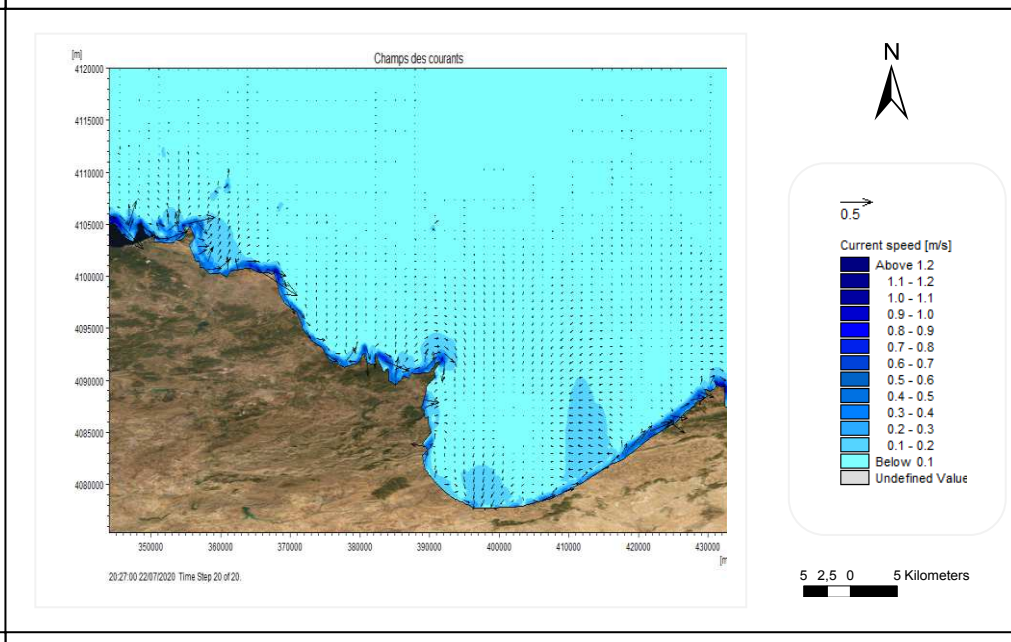 [m]
Champs des courants
4120000
4115000
4110000
4105000
4100000
4095000
4090000
4085000
4080000
350000 360000 370000 380000 390000 400000 410000 420000 430000
[m
20:27:00 22/07/2020 Time Step 20 of 20.
N
0.5
Current speed [m/s]
Above 1.2
1.1 - 1.2
1.0 - 1.1
0.9 - 1.0
0.8 - 0.9
0.7 - 0.8
0.6 - 0.7
0.5 - 0.6
0.4 - 0.5
0.3 - 0.4
0.2 - 0.3
0.1 - 0.2
Below 0.1
Undefined Value
5 2,5 0 5 Kilometers